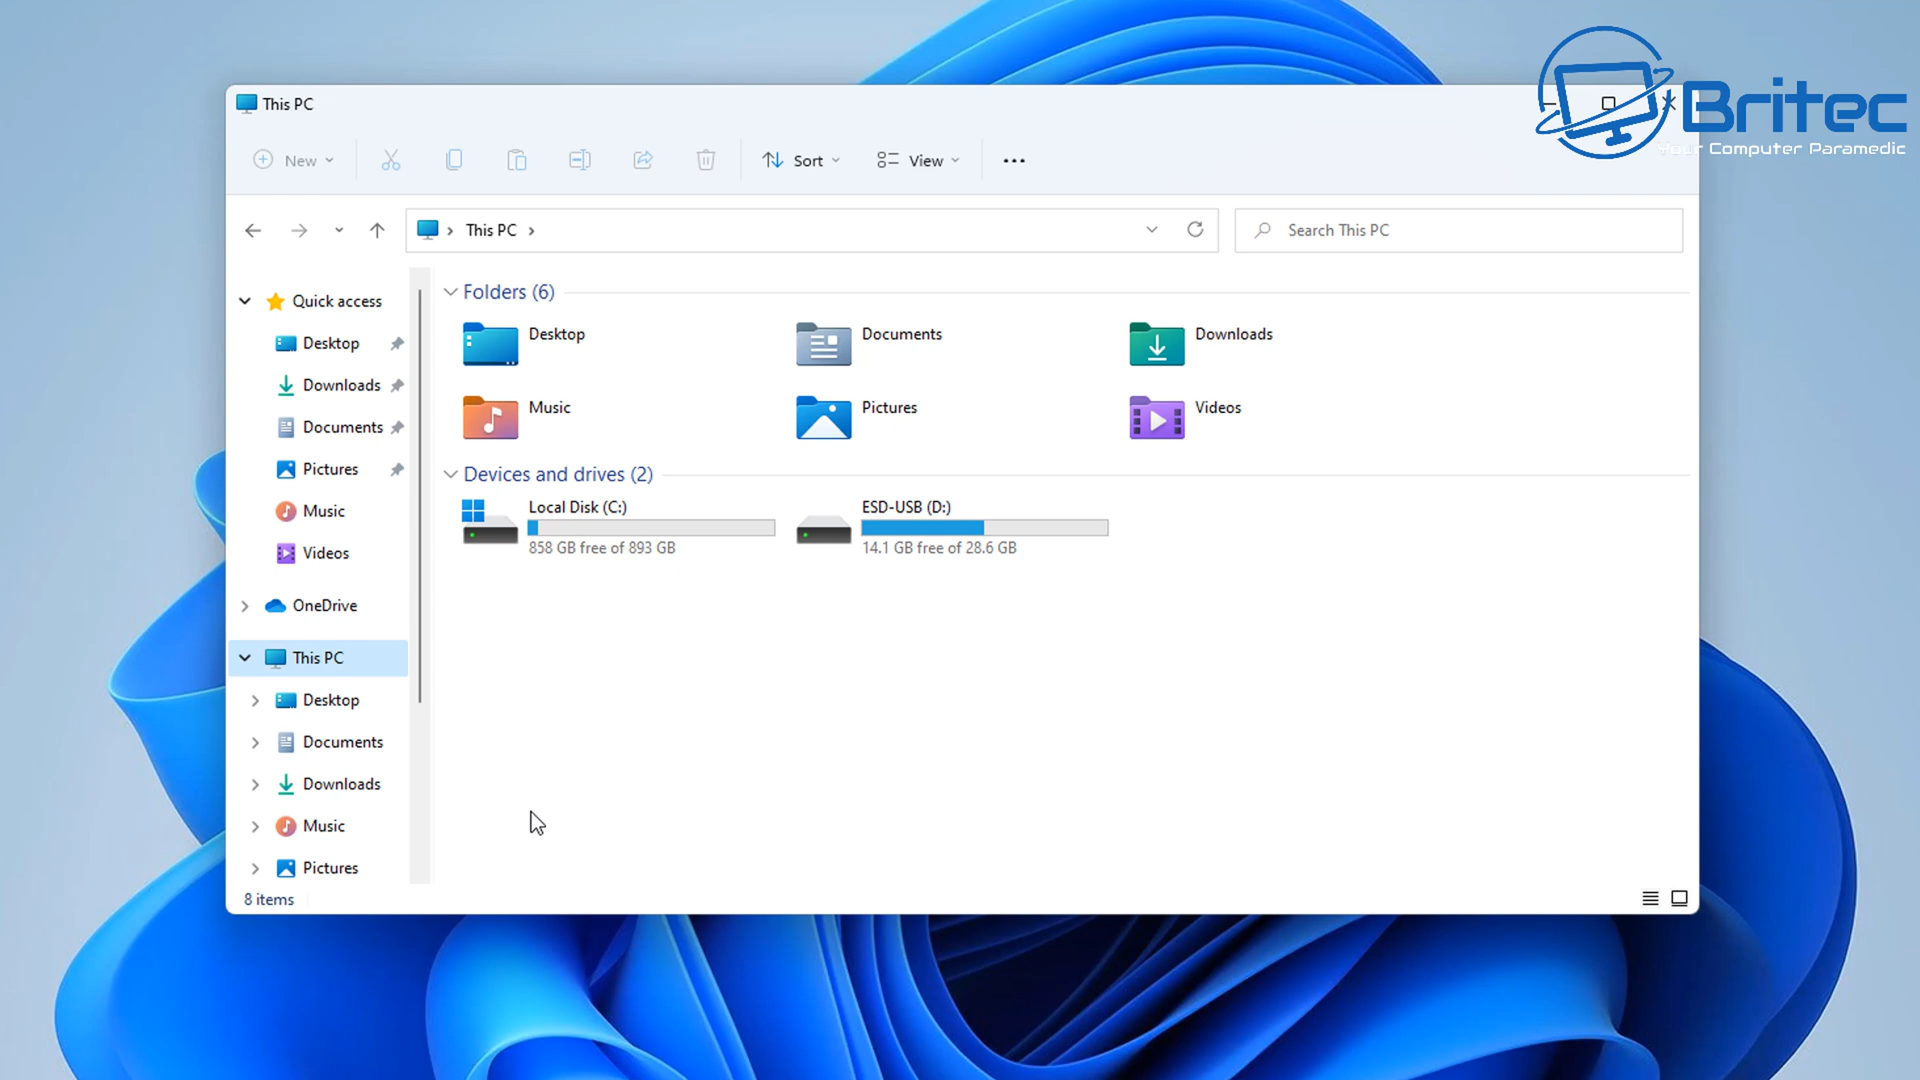 This PC
Britec
Your Computer Paramedic
New
Sort
View
This PC
Search This PC
Quick access
Desktop
Downloads
Documents
Pictures
Music
Videos
OneDrive
This PC
Desktop
Documents
Downloads
Music
Pictures
Folders (6)
Desktop
Documents
Downloads
Music
Pictures
Videos
Devices and drives (2)
Local Disk (C:)
858 GB free of 893 GB
ESD-USB (D:)
14.1 GB free of 28.6 GB
8 items